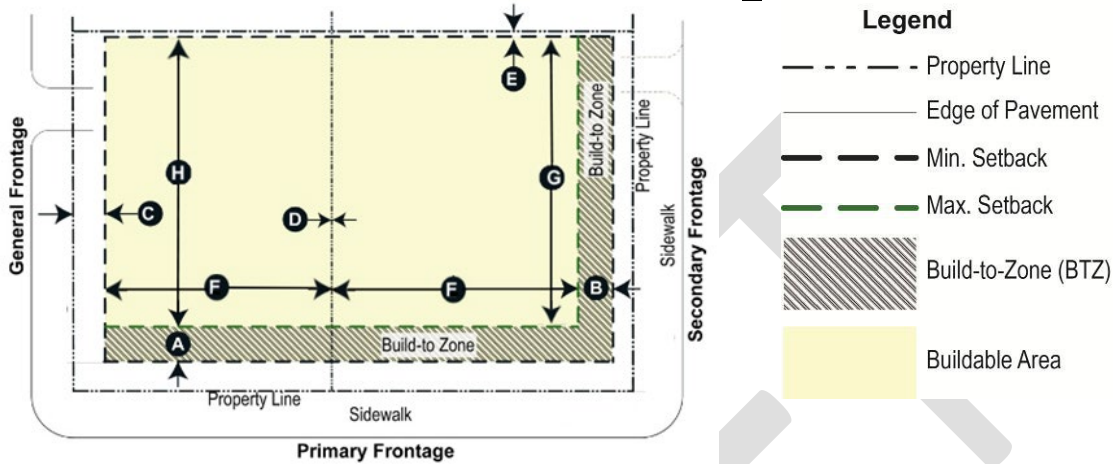 E
Build-to Zone
Property Line
General Frontage
H
G
C
D
Sidewalk
Secondary Frontage
F
F
B
A
Build-to Zone
Property Line
Sidewalk
Primary Frontage
Legend
Property Line
Edge of Pavement
Min. Setback
Max. Setback
Build-to-Zone (BTZ)
Buildable Area